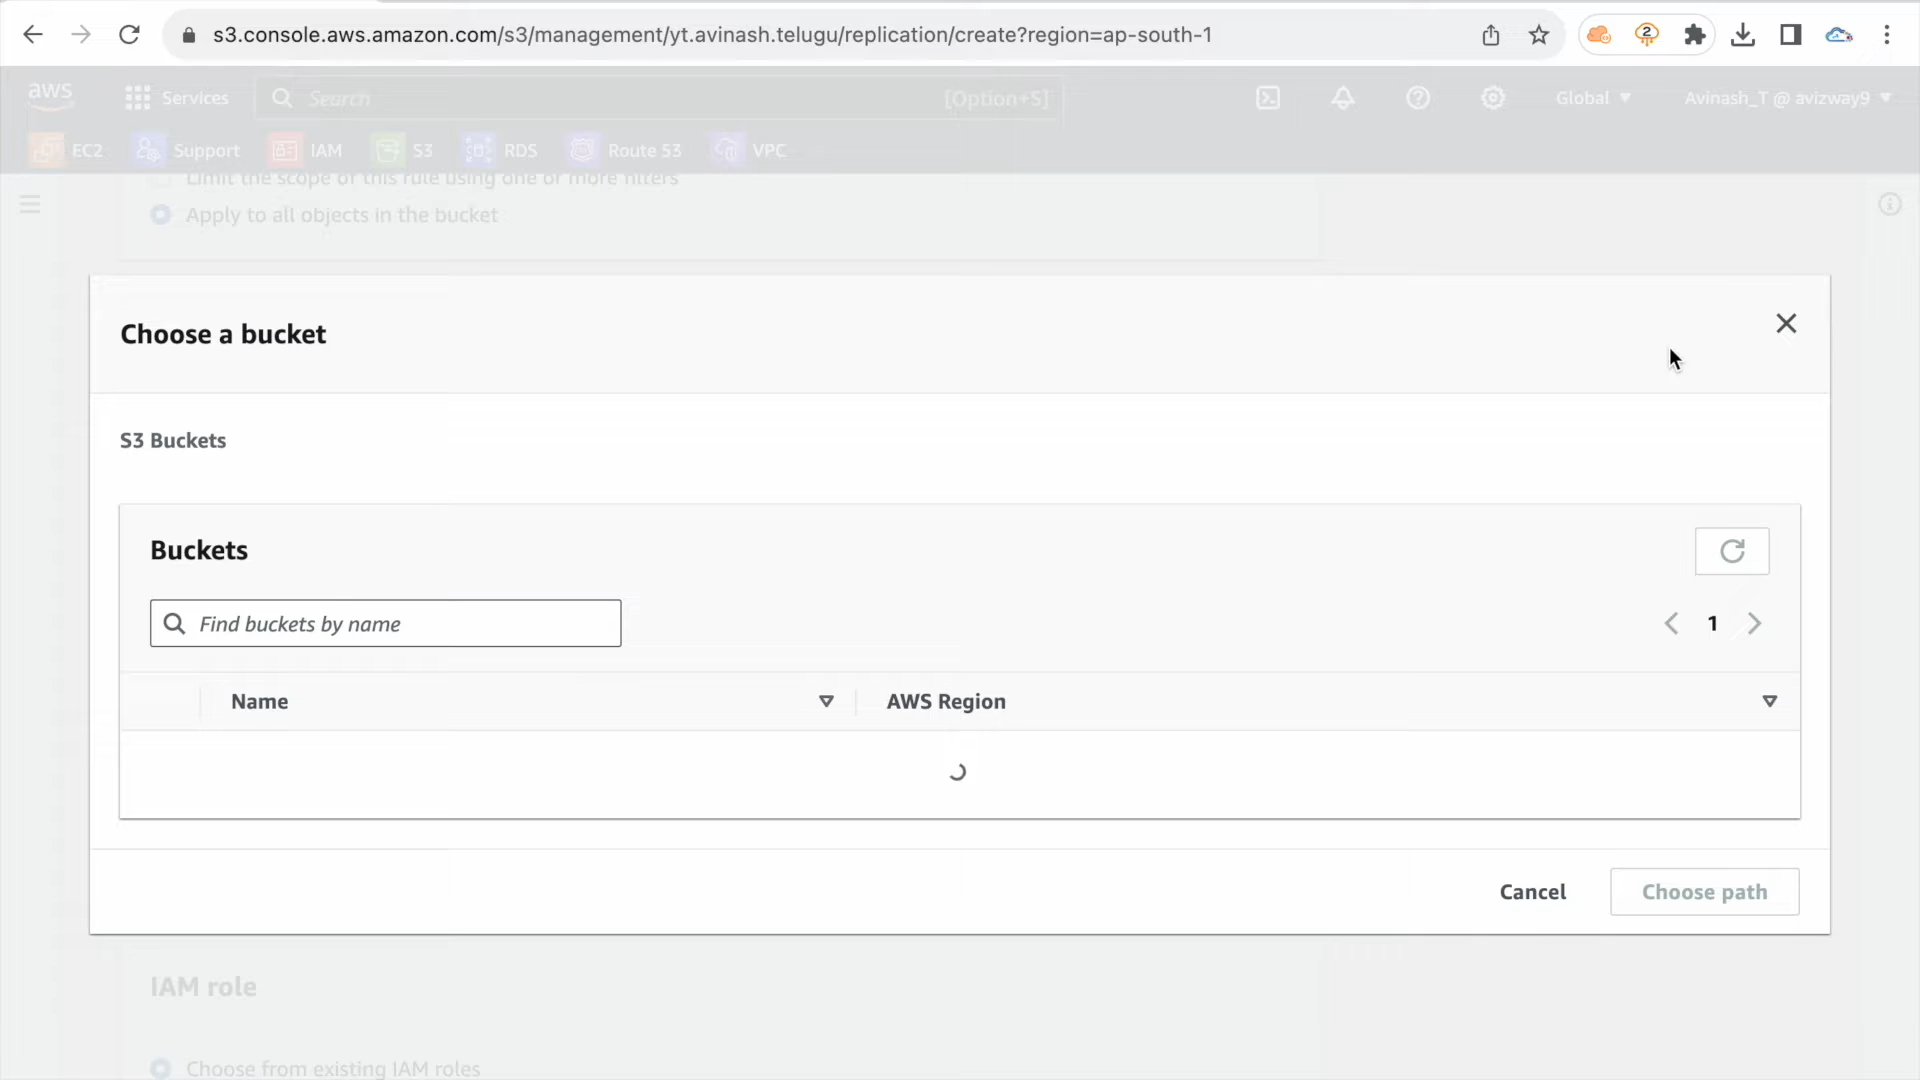 s3.console.aws.amazon.com/s3/management/yt.avinash.telugu/replication/create?region=ap-south-1
2
aws Services Search [Option+S] Global Avinash_T @ avizway9
EC2 Support IAM S3 RDS Route 53 VPC
Limit the scope of this rule using one or more filters
Apply to all objects in the bucket
Choose a bucket
S3 Buckets
Buckets
Find buckets by name
1
Name AWS Region
Cancel Choose path
IAM role
Choose from existing IAM roles